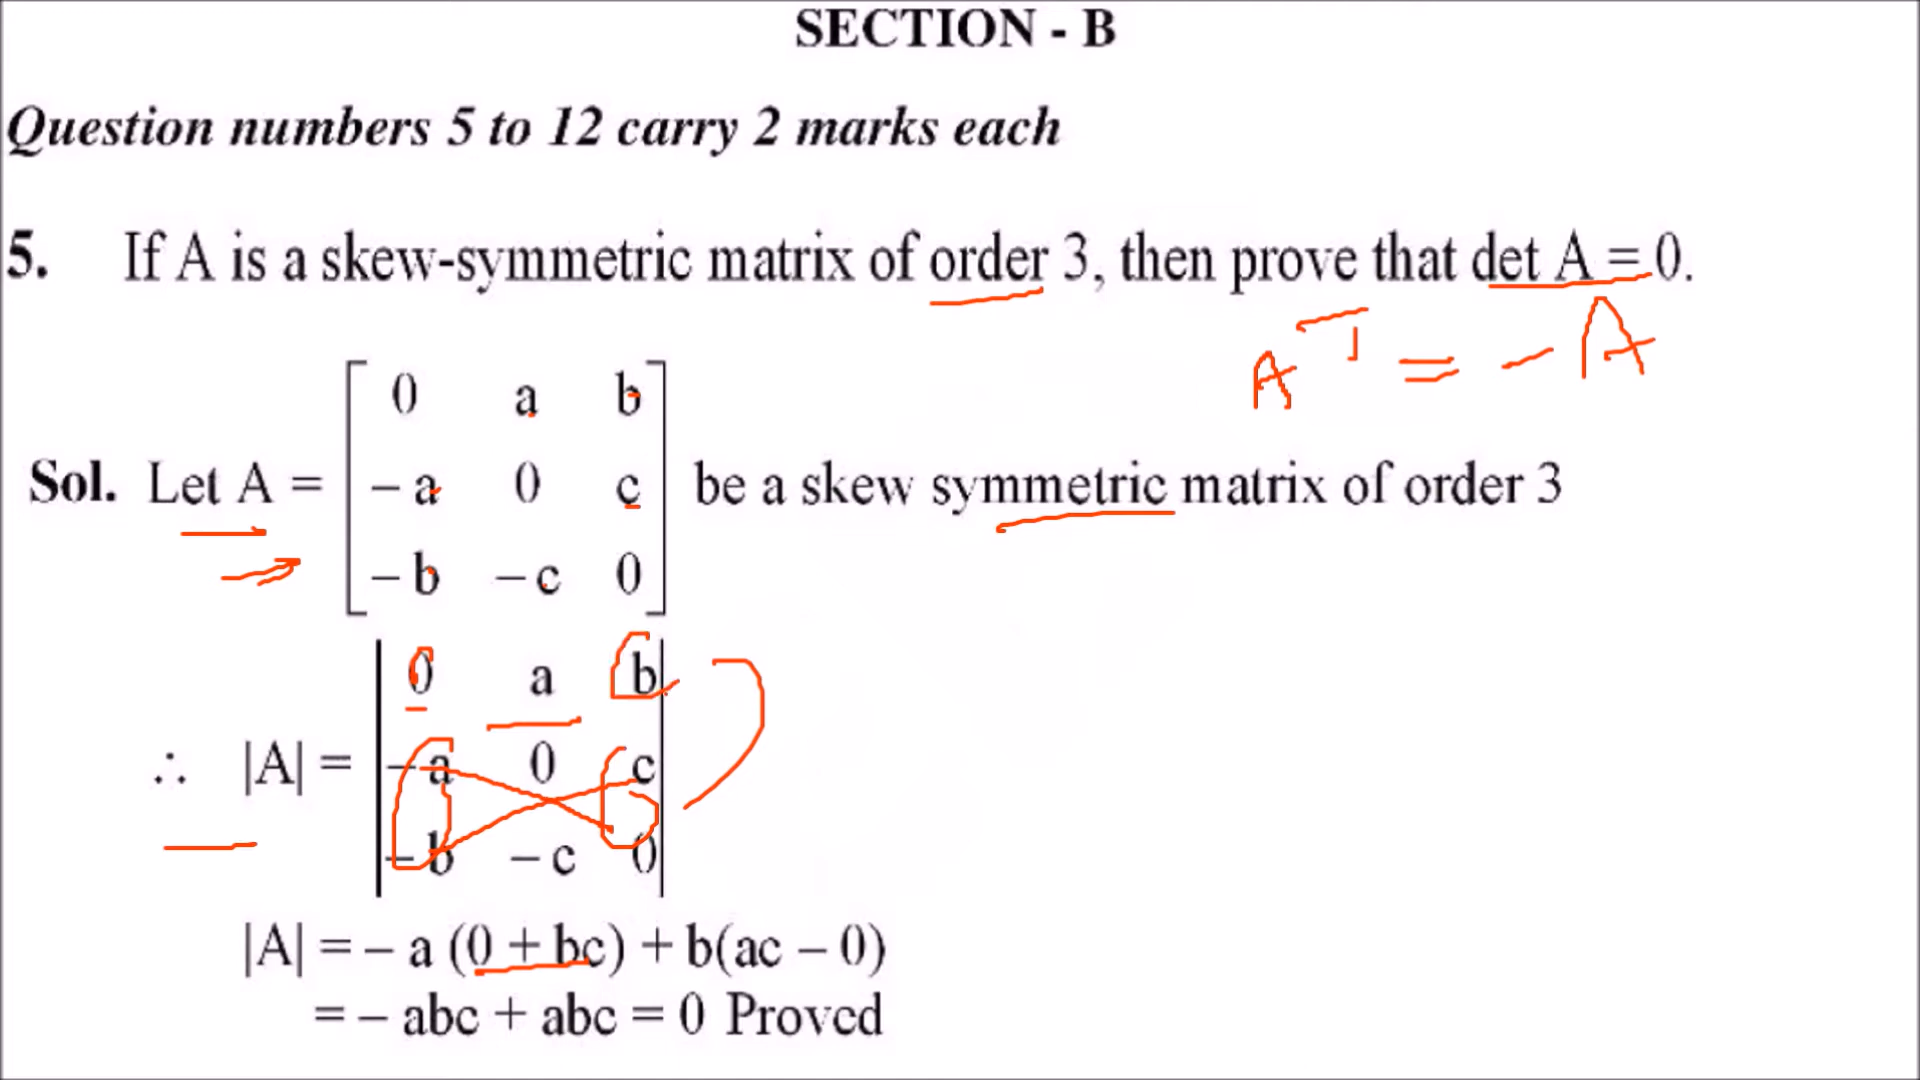 SECTION - B
Question numbers 5 to 12 carry 2 marks each
5. If A is a skew-symmetric matrix of order 3, then prove that det A = 0.
A^T = - A
0 a b
Sol. Let A = - a 0 c be a skew symmetric matrix of order 3
- b - c 0
0 a b
∴ |A| = - a 0 c
- b - c 0
|A| = - a (0 + bc) + b(ac - 0)
= - abc + abc = 0 Proved